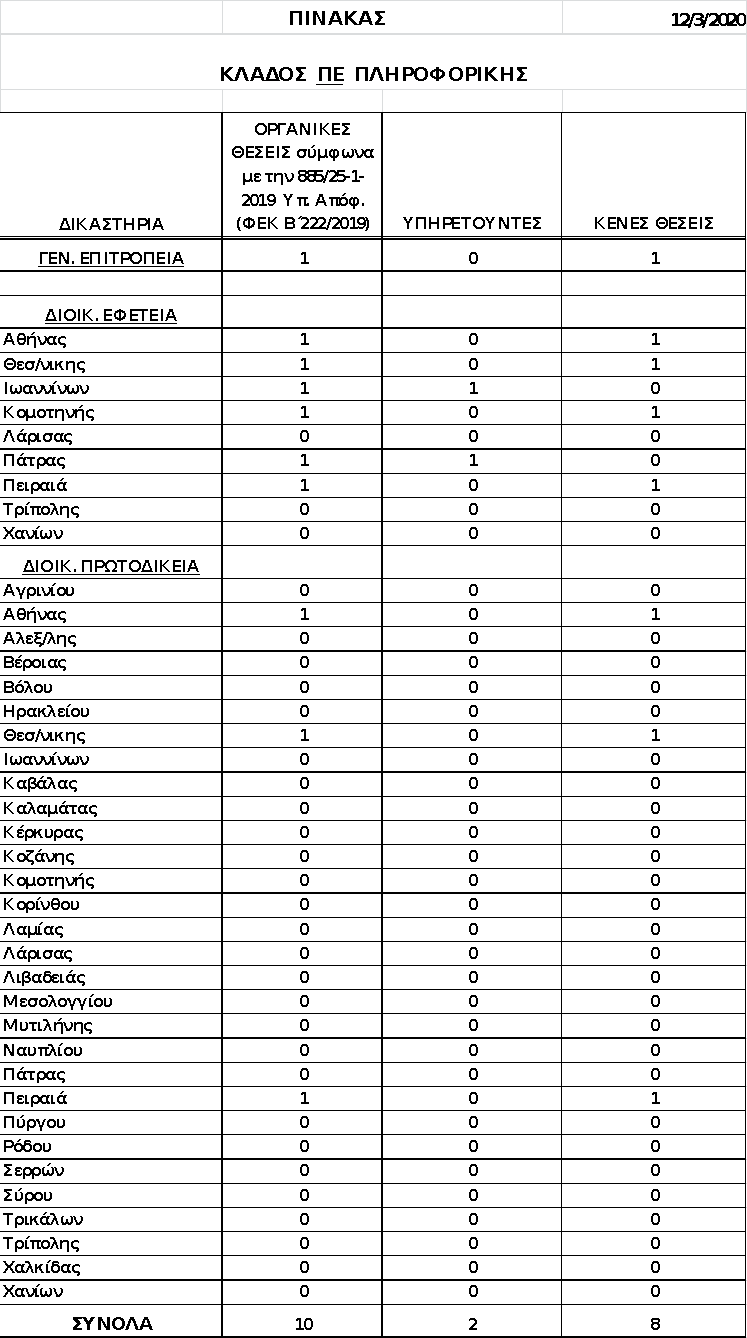 ΠΙΝΑΚΑΣ 12/3/2020
ΚΛΑΔΟΣ ΠΕ ΠΛΗΡΟΦΟΡΙΚΗΣ
ΟΡΓΑΝΙΚΕΣ
ΘΕΣΕΙΣ σύμφωνα
με την 885/25-1-
2019 Υπ. Απόφ.
ΔΙΚΑΣΤΗΡΙΑ (ΦΕΚ Β΄222/2019) ΥΠΗΡΕΤΟΥΝΤΕΣ ΚΕΝΕΣ ΘΕΣΕΙΣ
ΓΕΝ. ΕΠΙΤΡΟΠΕΙΑ 1 0 1
ΔΙΟΙΚ. ΕΦΕΤΕΙΑ
Αθήνας 1 0 1
Θεσ/νικης 1 0 1
Ιωαννίνων 1 1 0
Κομοτηνής 1 0 1
Λάρισας 0 0 0
Πάτρας 1 1 0
Πειραιά 1 0 1
Τρίπολης 0 0 0
Χανίων 0 0 0
ΔΙΟΙΚ. ΠΡΩΤΟΔΙΚΕΙΑ
Αγρινίου 0 0 0
Αθήνας 1 0 1
Αλεξ/λης 0 0 0
Βέροιας 0 0 0
Βόλου 0 0 0
Ηρακλείου 0 0 0
Θεσ/νικης 1 0 1
Ιωαννίνων 0 0 0
Καβάλας 0 0 0
Καλαμάτας 0 0 0
Κέρκυρας 0 0 0
Κοζάνης 0 0 0
Κομοτηνής 0 0 0
Κορίνθου 0 0 0
Λαμίας 0 0 0
Λάρισας 0 0 0
Λιβαδειάς 0 0 0
Μεσολογγίου 0 0 0
Μυτιλήνης 0 0 0
Ναυπλίου 0 0 0
Πάτρας 0 0 0
Πειραιά 1 0 1
Πύργου 0 0 0
Ρόδου 0 0 0
Σερρών 0 0 0
Σύρου 0 0 0
Τρικάλων 0 0 0
Τρίπολης 0 0 0
Χαλκίδας 0 0 0
Χανίων 0 0 0
ΣΥΝΟΛΑ 10 2 8